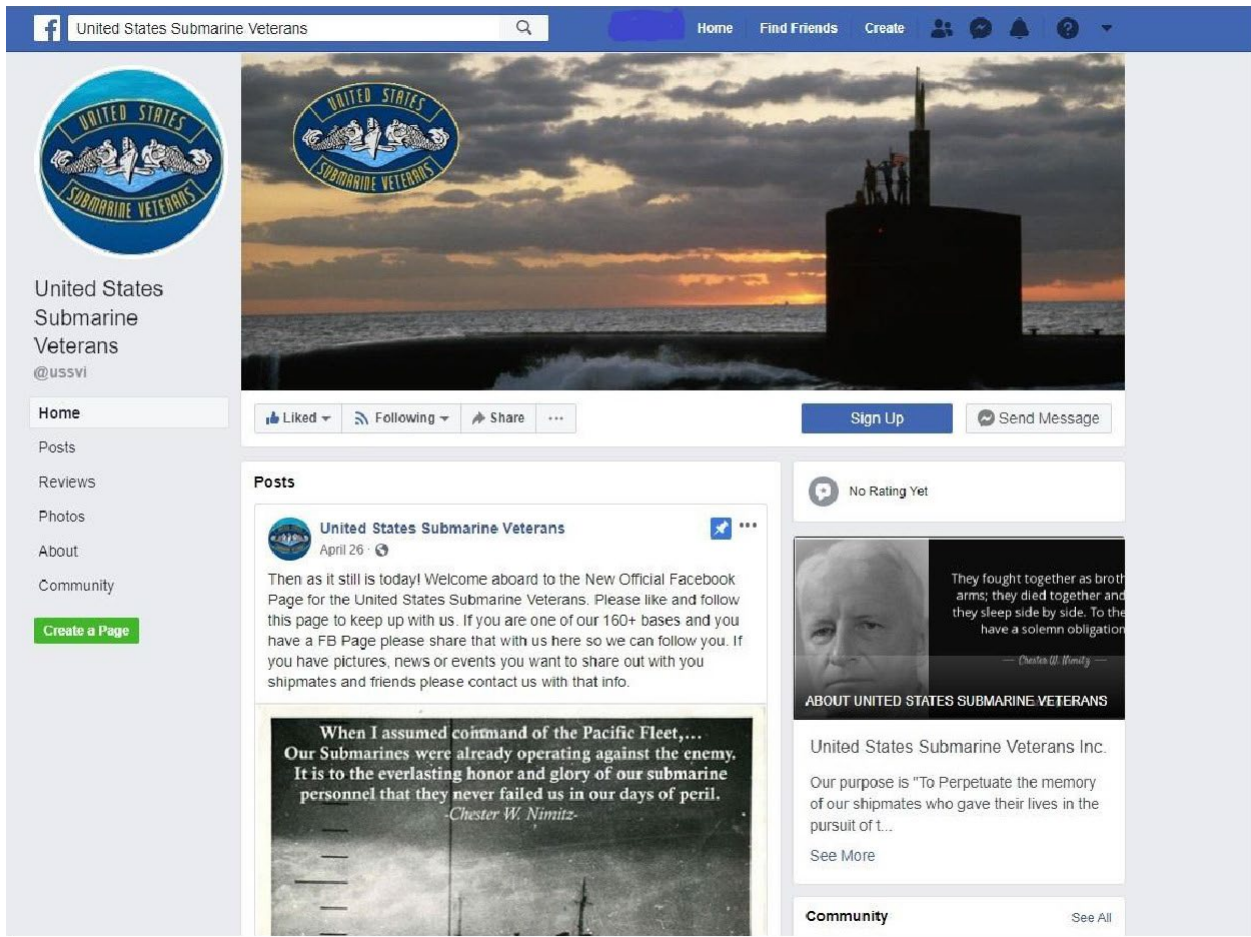 United States Submarine Veterans
Home
Find Friends
Create
UNITED STATES
SUBMARINE VETERANS
UNITED STATES
SUBMARINE VETERANS
United States
Submarine
Veterans
@ussvi
Home
Posts
Reviews
Photos
About
Community
Create a Page
Liked
Following
Share
Sign Up
Send Message
Posts
United States Submarine Veterans
April 26
Then as it still is today! Welcome aboard to the New Official Facebook
Page for the United States Submarine Veterans. Please like and follow
this page to keep up with us. If you are one of our 160+ bases and you
have a FB Page please share that with us here so we can follow you. If
you have pictures, news or events you want to share out with you
shipmates and friends please contact us with that info.
When I assumed command of the Pacific Fleet,...
Our Submarines were already operating against the enemy.
It is to the everlasting honor and glory of our submarine
personnel that they never failed us in our days of peril.
-Chester W. Nimitz-
No Rating Yet
They fought together as broth
arms; they died together and
they sleep side by side. To the
have a solemn obligation
— Chester W. Nimitz —
ABOUT UNITED STATES SUBMARINE VETERANS
United States Submarine Veterans Inc.
Our purpose is "To Perpetuate the memory
of our shipmates who gave their lives in the
pursuit of t...
See More
Community
See All